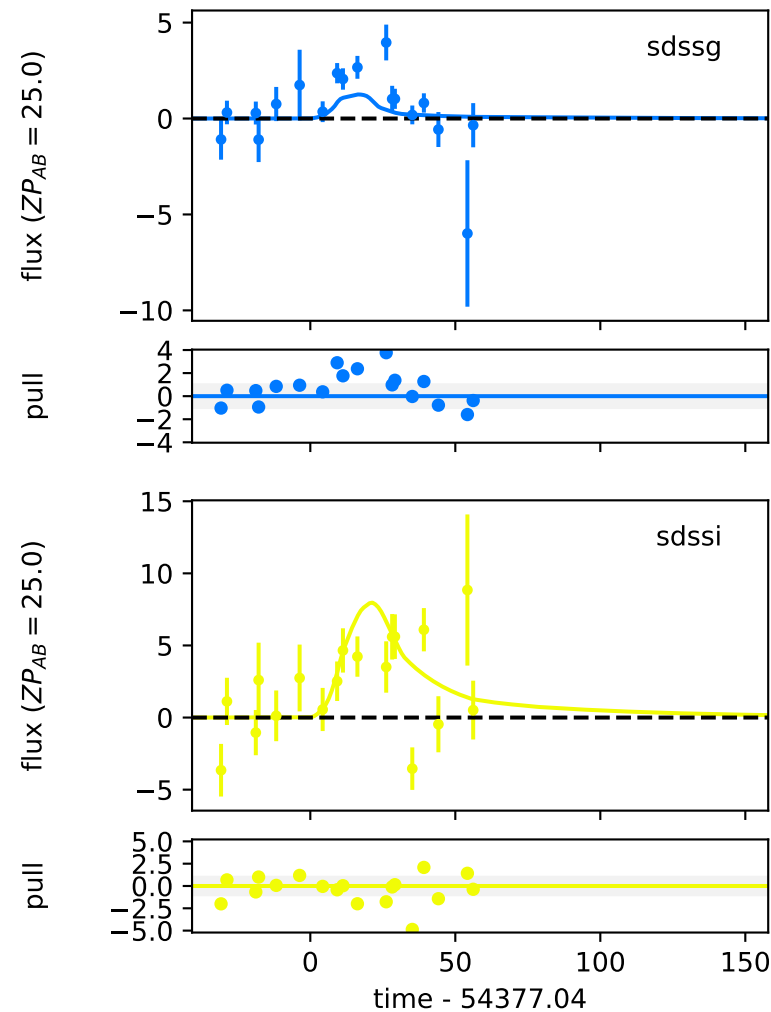 5
0
−5
−10
flux (ZP_AB = 25.0)
sdssg
4
2
0
−2
−4
pull
15
10
5
0
−5
flux (ZP_AB = 25.0)
sdssi
5.0
2.5
0.0
−2.5
−5.0
pull
0 50 100 150
time - 54377.04